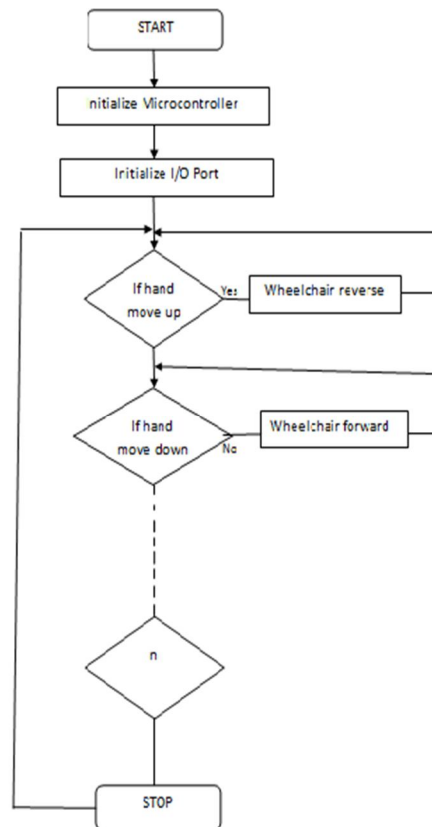 START
nitialize Microcontroller
Initialize I/O Port
If hand
move up
Yes
Wheelchair reverse
If hand
move down
No
Wheelchair forward
n
STOP